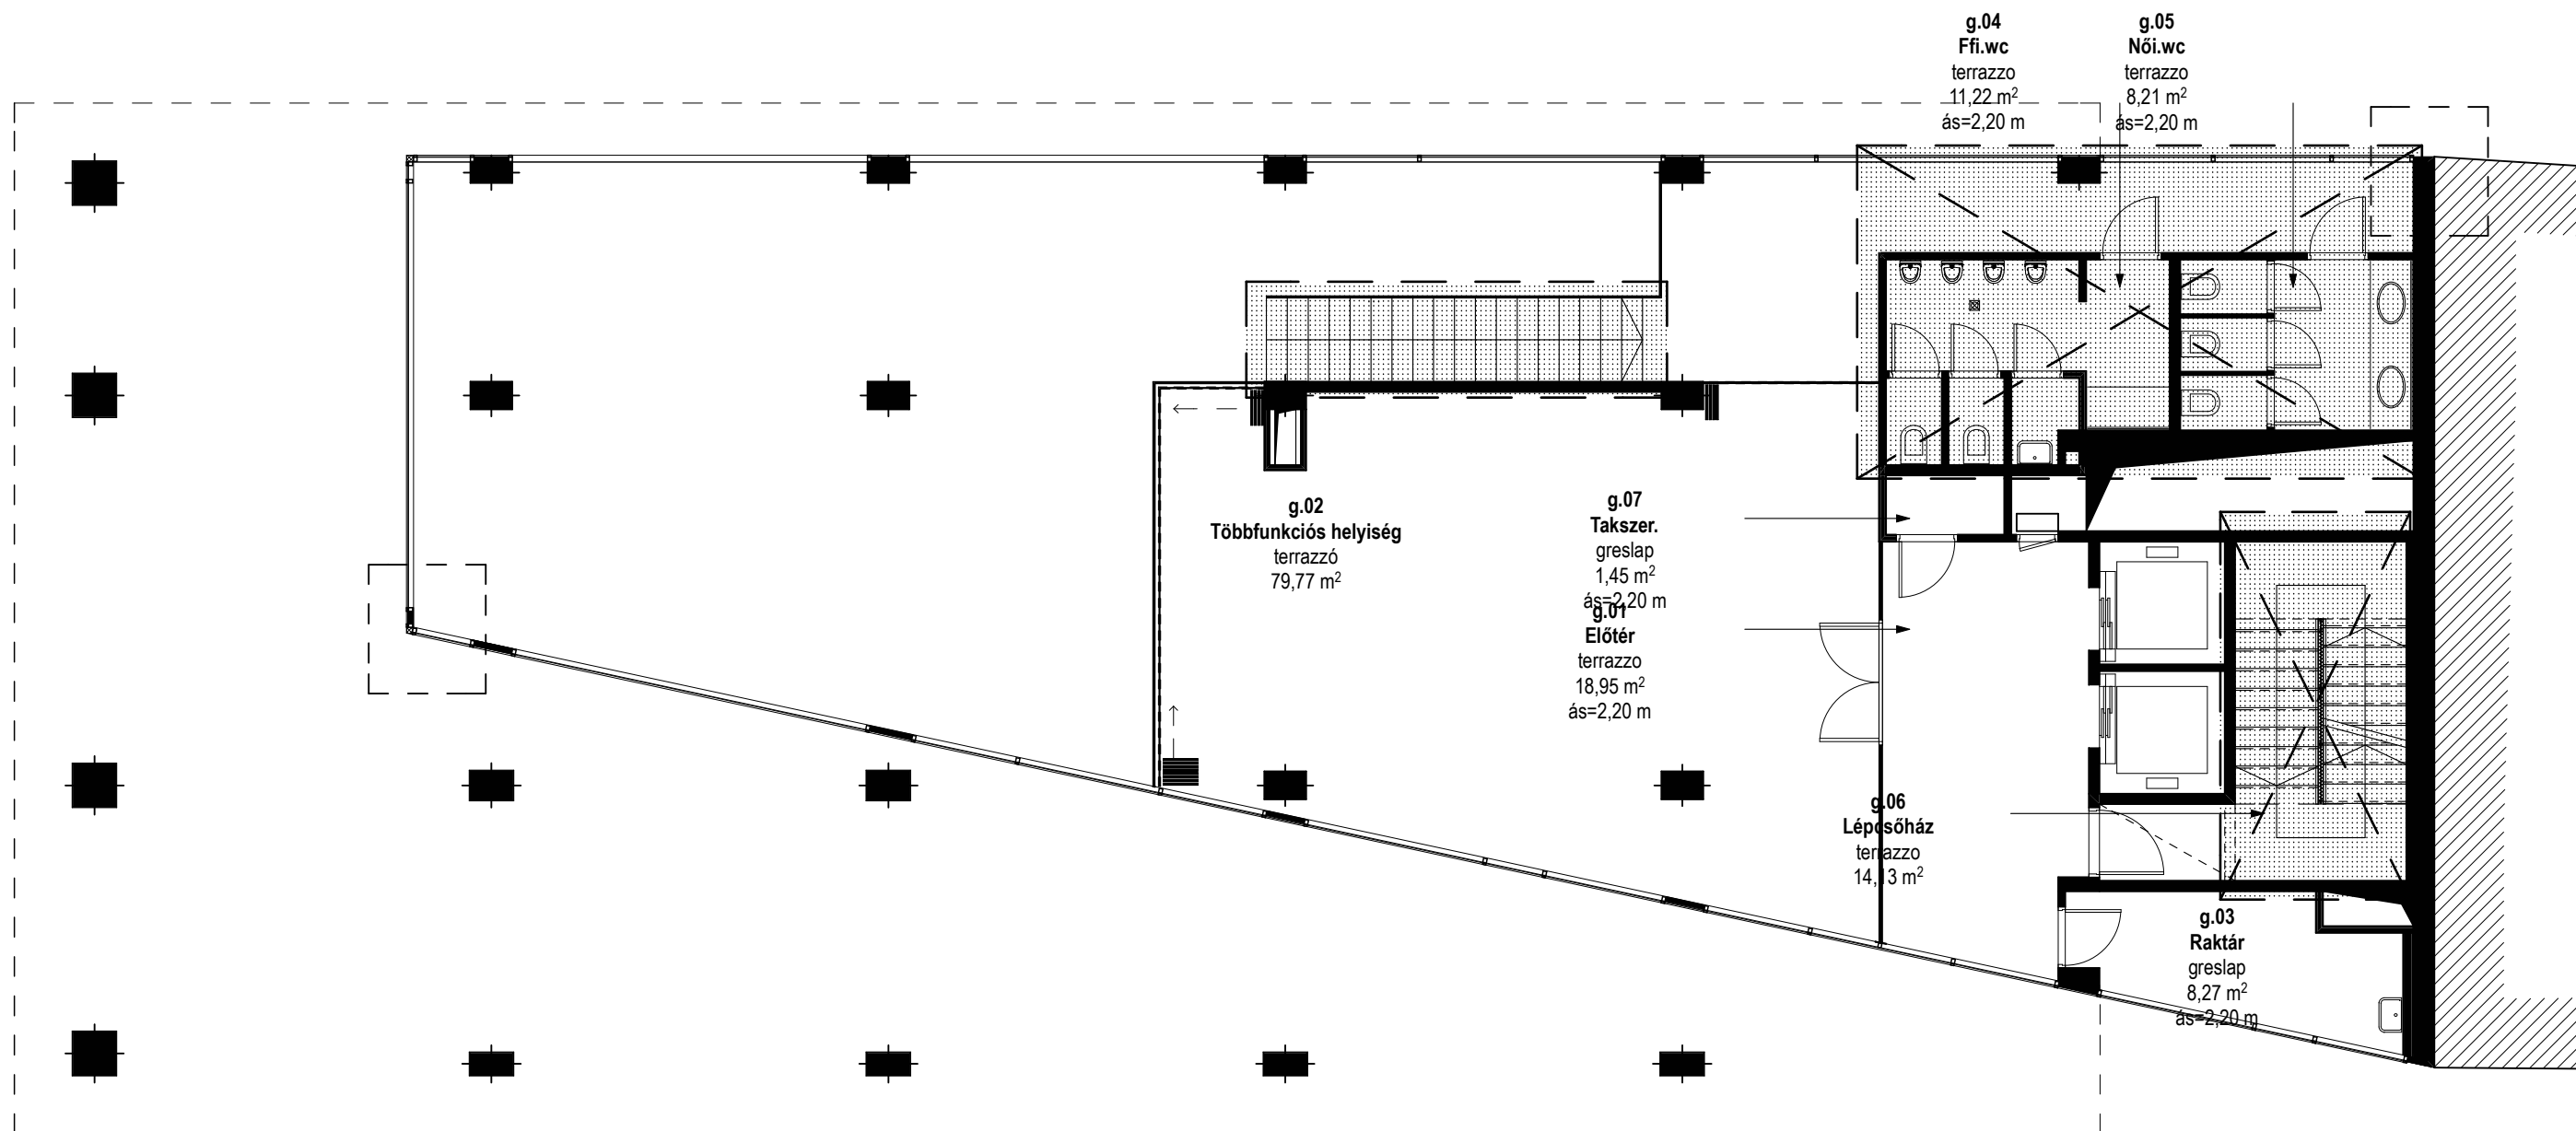 g.04
Ffi.wc
terrazzo
11,22 m²
ás=2,20 m
g.05
Női.wc
terrazzo
8,21 m²
ás=2,20 m
g.02
Többfunkciós helyiség
terrazzó
79,77 m²
g.07
Takszer.
greslap
1,45 m²
ás=2,20 m
g.01
Előtér
terrazzo
18,95 m²
ás=2,20 m
g.06
Lépcsőház
terrazzo
14,13 m²
g.03
Raktár
greslap
8,27 m²
ás=2,20 m